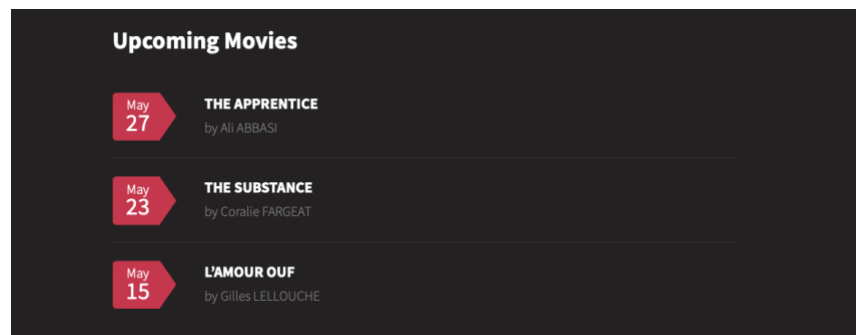 Upcoming Movies
May
27
THE APPRENTICE
by Ali ABBASI
May
23
THE SUBSTANCE
by Coralie FARGEAT
May
15
L’AMOUR OUF
by Gilles LELLOUCHE